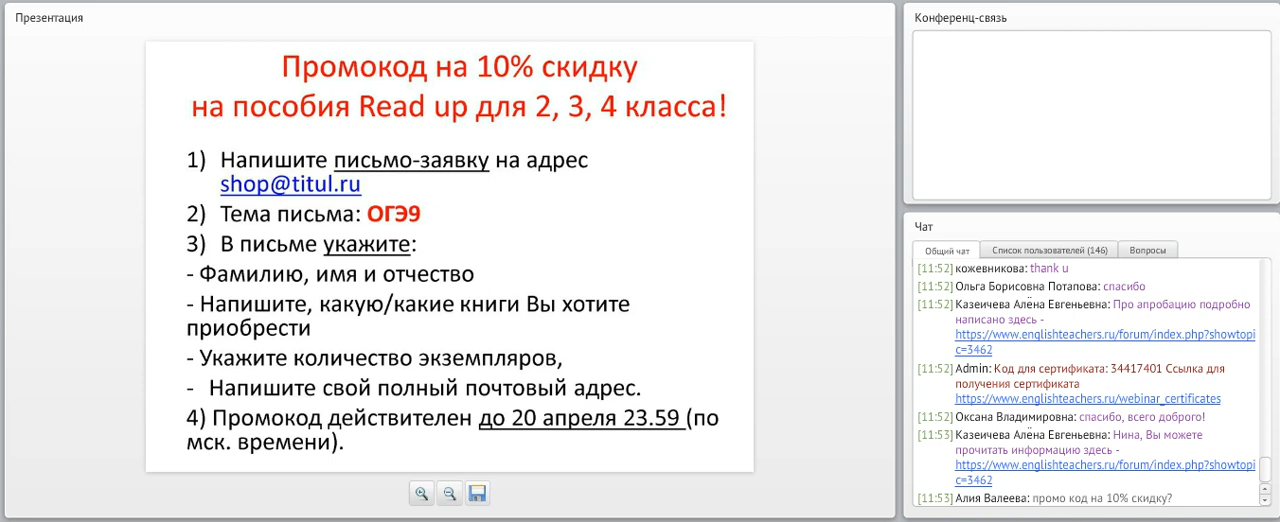 Презентация
Промокод на 10% скидку
на пособия Read up для 2, 3, 4 класса!
1) Напишите письмо-заявку на адрес
shop@titul.ru
2) Тема письма: ОГЭ9
3) В письме укажите:
- Фамилию, имя и отчество
- Напишите, какую/какие книги Вы хотите
приобрести
- Укажите количество экземпляров,
- Напишите свой полный почтовый адрес.
4) Промокод действителен до 20 апреля 23.59 (по
мск. времени).
Конференц-связь
Чат
Общий чат
Список пользователей (146)
Вопросы
[11:52] кожевникова: thank u
[11:52] Ольга Борисовна Потапова: спасибо
[11:52] Казеичева Алёна Евгеньевна: Про апробацию подробно
написано здесь -
https://www.englishteachers.ru/forum/index.php?showtopi
c=3462
[11:52] Admin: Код для сертификата: 34417401 Ссылка для
получения сертификата
https://www.englishteachers.ru/webinar_certificates
[11:52] Оксана Владимировна: спасибо, всего доброго!
[11:53] Казеичева Алёна Евгеньевна: Нина, Вы можете
прочитать информацию здесь -
https://www.englishteachers.ru/forum/index.php?showtopi
c=3462
[11:53] Алия Валеева: промо код на 10% скидку?